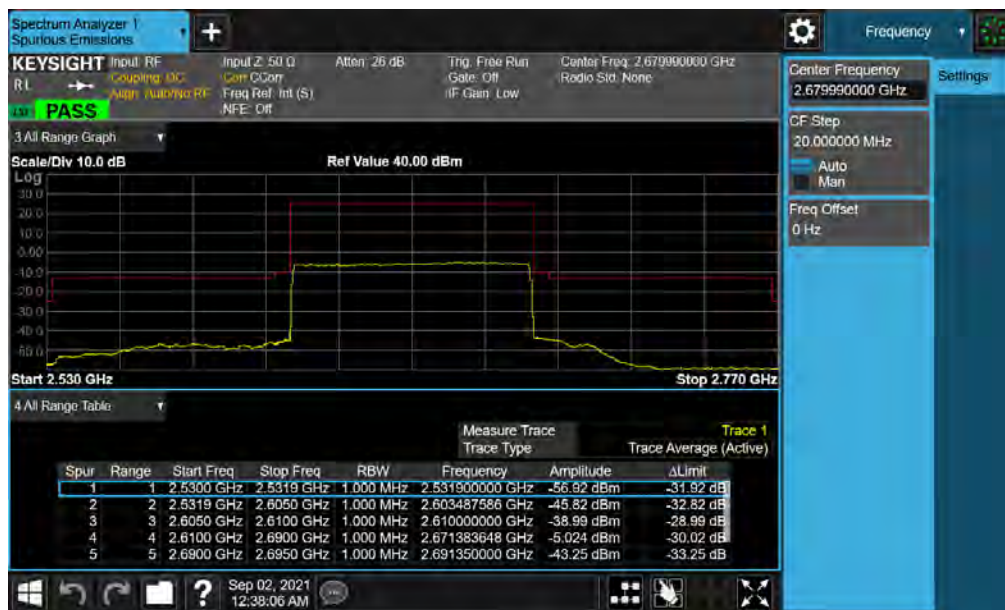 Spectrum Analyzer 1
Spurious Emissions
Frequency
KEYSIGHT Input: RF Input Z: 50 Ω Atten: 26 dB Trig: Free Run Center Freq: 2.679990000 GHz
RL Coupling: DC Corr CCorr Gate: Off Radio Std: None
Align: Auto/No RF Freq Ref: Int (S) IF Gain: Low
PASS NFE: Off
Center Frequency
2.679990000 GHz
Settings
CF Step
20.000000 MHz
Auto
Man
Freq Offset
0 Hz
3 All Range Graph
Scale/Div 10.0 dB Ref Value 40.00 dBm
Log
30.0
20.0
10.0
0.00
-10.0
-20.0
-30.0
-40.0
-50.0
Start 2.530 GHz Stop 2.770 GHz
4 All Range Table
Measure Trace Trace 1
Trace Type Trace Average (Active)
Spur Range Start Freq Stop Freq RBW Frequency Amplitude ΔLimit
1 1 2.5300 GHz 2.5319 GHz 1.000 MHz 2.531900000 GHz -56.92 dBm -31.92 dB
2 2 2.5319 GHz 2.6050 GHz 1.000 MHz 2.603487586 GHz -45.82 dBm -32.82 dB
3 3 2.6050 GHz 2.6100 GHz 1.000 MHz 2.610000000 GHz -38.99 dBm -28.99 dB
4 4 2.6100 GHz 2.6900 GHz 1.000 MHz 2.671383648 GHz -5.024 dBm -30.02 dB
5 5 2.6900 GHz 2.6950 GHz 1.000 MHz 2.691350000 GHz -43.25 dBm -33.25 dB
Sep 02, 2021
12:38:06 AM